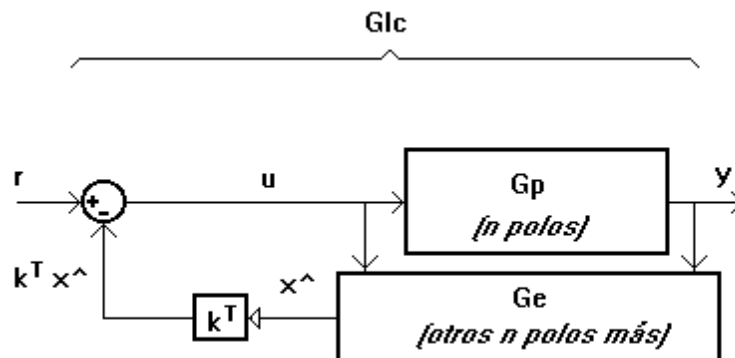 Glc
r
u
y
+
-
Gp
(n polos)
k^T x^
x^
k^T
Ge
(otros n polos más)